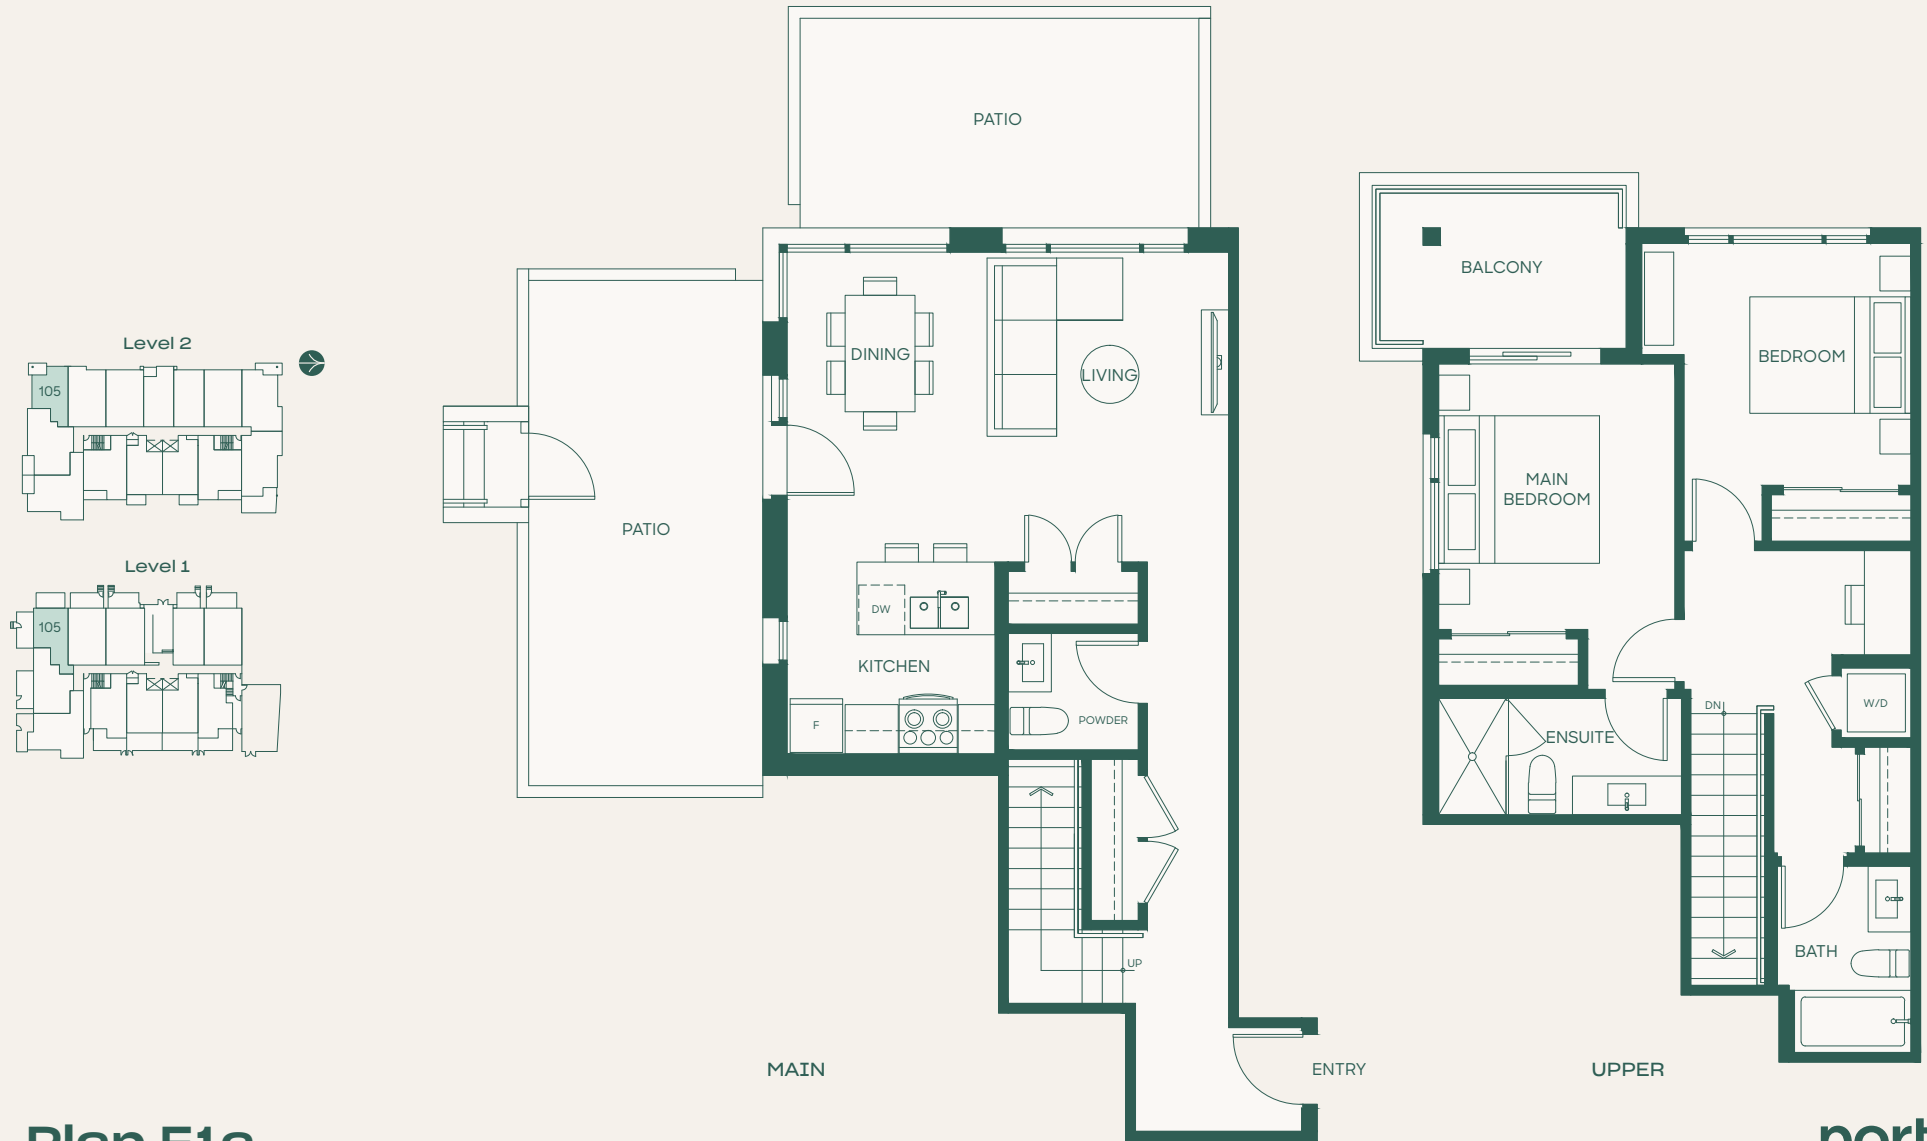 PATIO
Level 2
105
Level 1
105
PATIO
DINING
LIVING
DW
KITCHEN
F
POWDER
UP
MAIN
ENTRY
BALCONY
BEDROOM
MAIN
BEDROOM
DN
ENSUITE
W/D
BATH
UPPER